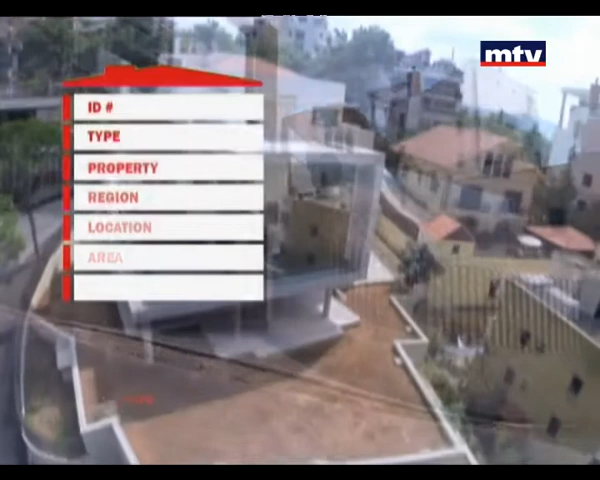 mtv
ID #
TYPE
PROPERTY
REGION
LOCATION
AREA